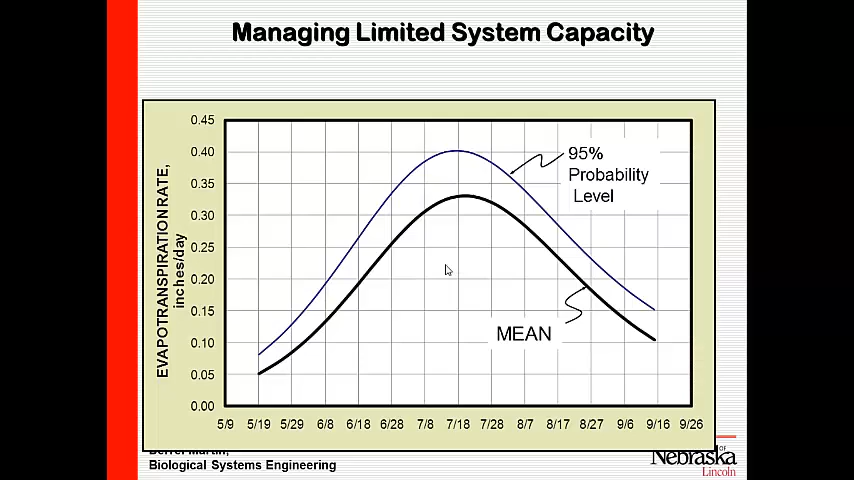 Managing Limited System Capacity
EVAPOTRANSPIRATION RATE,
inches/day
0.45
0.40
0.35
0.30
0.25
0.20
0.15
0.10
0.05
0.00
95%
Probability
Level
MEAN
5/9 5/19 5/29 6/8 6/18 6/28 7/8 7/18 7/28 8/7 8/17 8/27 9/6 9/16 9/26
Derrel Martin,
Biological Systems Engineering
OF
Nebraska
Lincoln